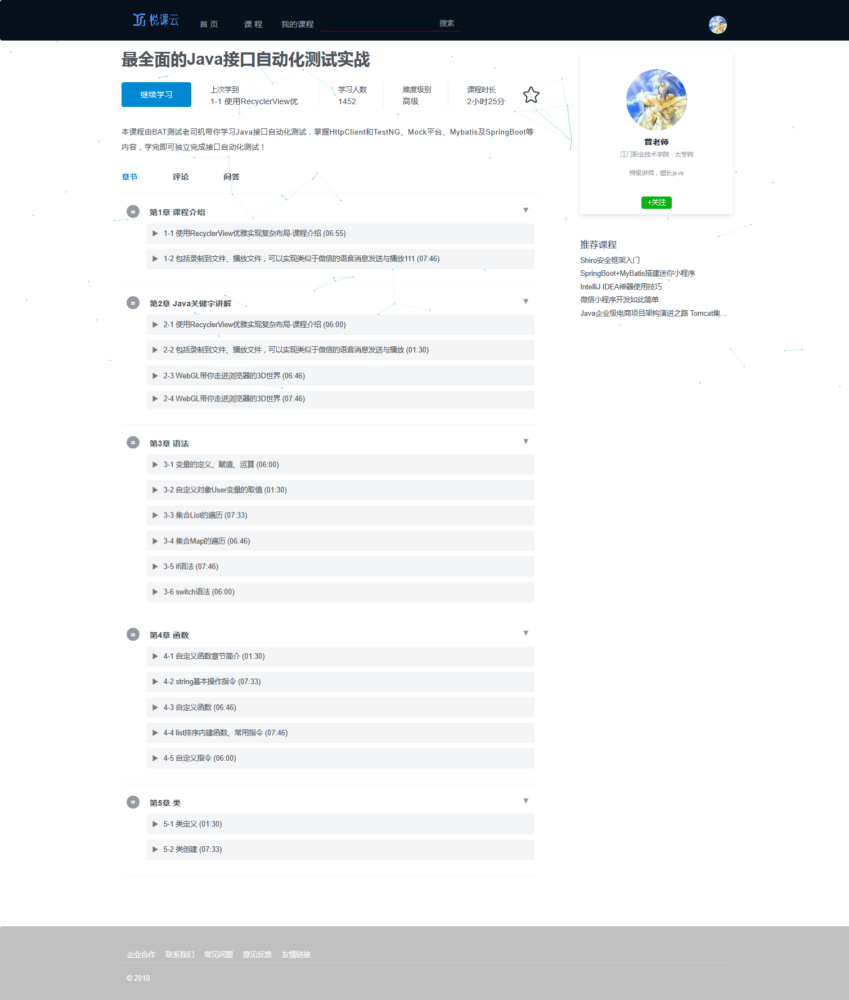 悦课云
首 页
课 程
我的课程
搜索
最全面的Java接口自动化测试实战
继续学习
上次学到
1-1 使用RecyclerView优
学习人数
1452
难度级别
高级
课程时长
2小时25分
本课程由BAT测试老司机带你学习Java接口自动化测试，掌握HttpClient和TestNG、Mock平台、Mybatis及SpringBoot等
内容，学完即可独立完成接口自动化测试！
章节
评论
问答
第1章 课程介绍
1-1 使用RecyclerView优雅实现复杂布局-课程介绍 (06:55)
1-2 包括录制到文件、播放文件，可以实现类似于微信的语音消息发送与播放111 (07:46)
第2章 Java关键字讲解
2-1 使用RecyclerView优雅实现复杂布局-课程介绍 (06:00)
2-2 包括录制到文件、播放文件，可以实现类似于微信的语音消息发送与播放 (01:30)
2-3 WebGL带你走进浏览器的3D世界 (06:46)
2-4 WebGL带你走进浏览器的3D世界 (07:46)
第3章 语法
3-1 变量的定义、赋值、运算 (06:00)
3-2 自定义对象User变量的取值 (01:30)
3-3 集合List的遍历 (07:33)
3-4 集合Map的遍历 (06:46)
3-5 if语法 (07:46)
3-6 switch语法 (06:00)
第4章 函数
4-1 自定义函数章节简介 (01:30)
4-2 string基本操作指令 (07:33)
4-3 自定义函数 (06:46)
4-4 list排序内建函数、常用指令 (07:46)
4-5 自定义指令 (06:00)
第5章 类
5-1 类定义 (01:30)
5-2 类创建 (07:33)
曾老师
江门职业技术学院 · 大专狗
特级讲师，擅长java
+关注
推荐课程
Shiro安全框架入门
SpringBoot+MyBatis搭建迷你小程序
IntelliJ IDEA神器使用技巧
微信小程序开发如此简单
Java企业级电商项目架构演进之路 Tomcat集...
企业合作 联系我们 常见问题 意见反馈 友情链接
© 2018